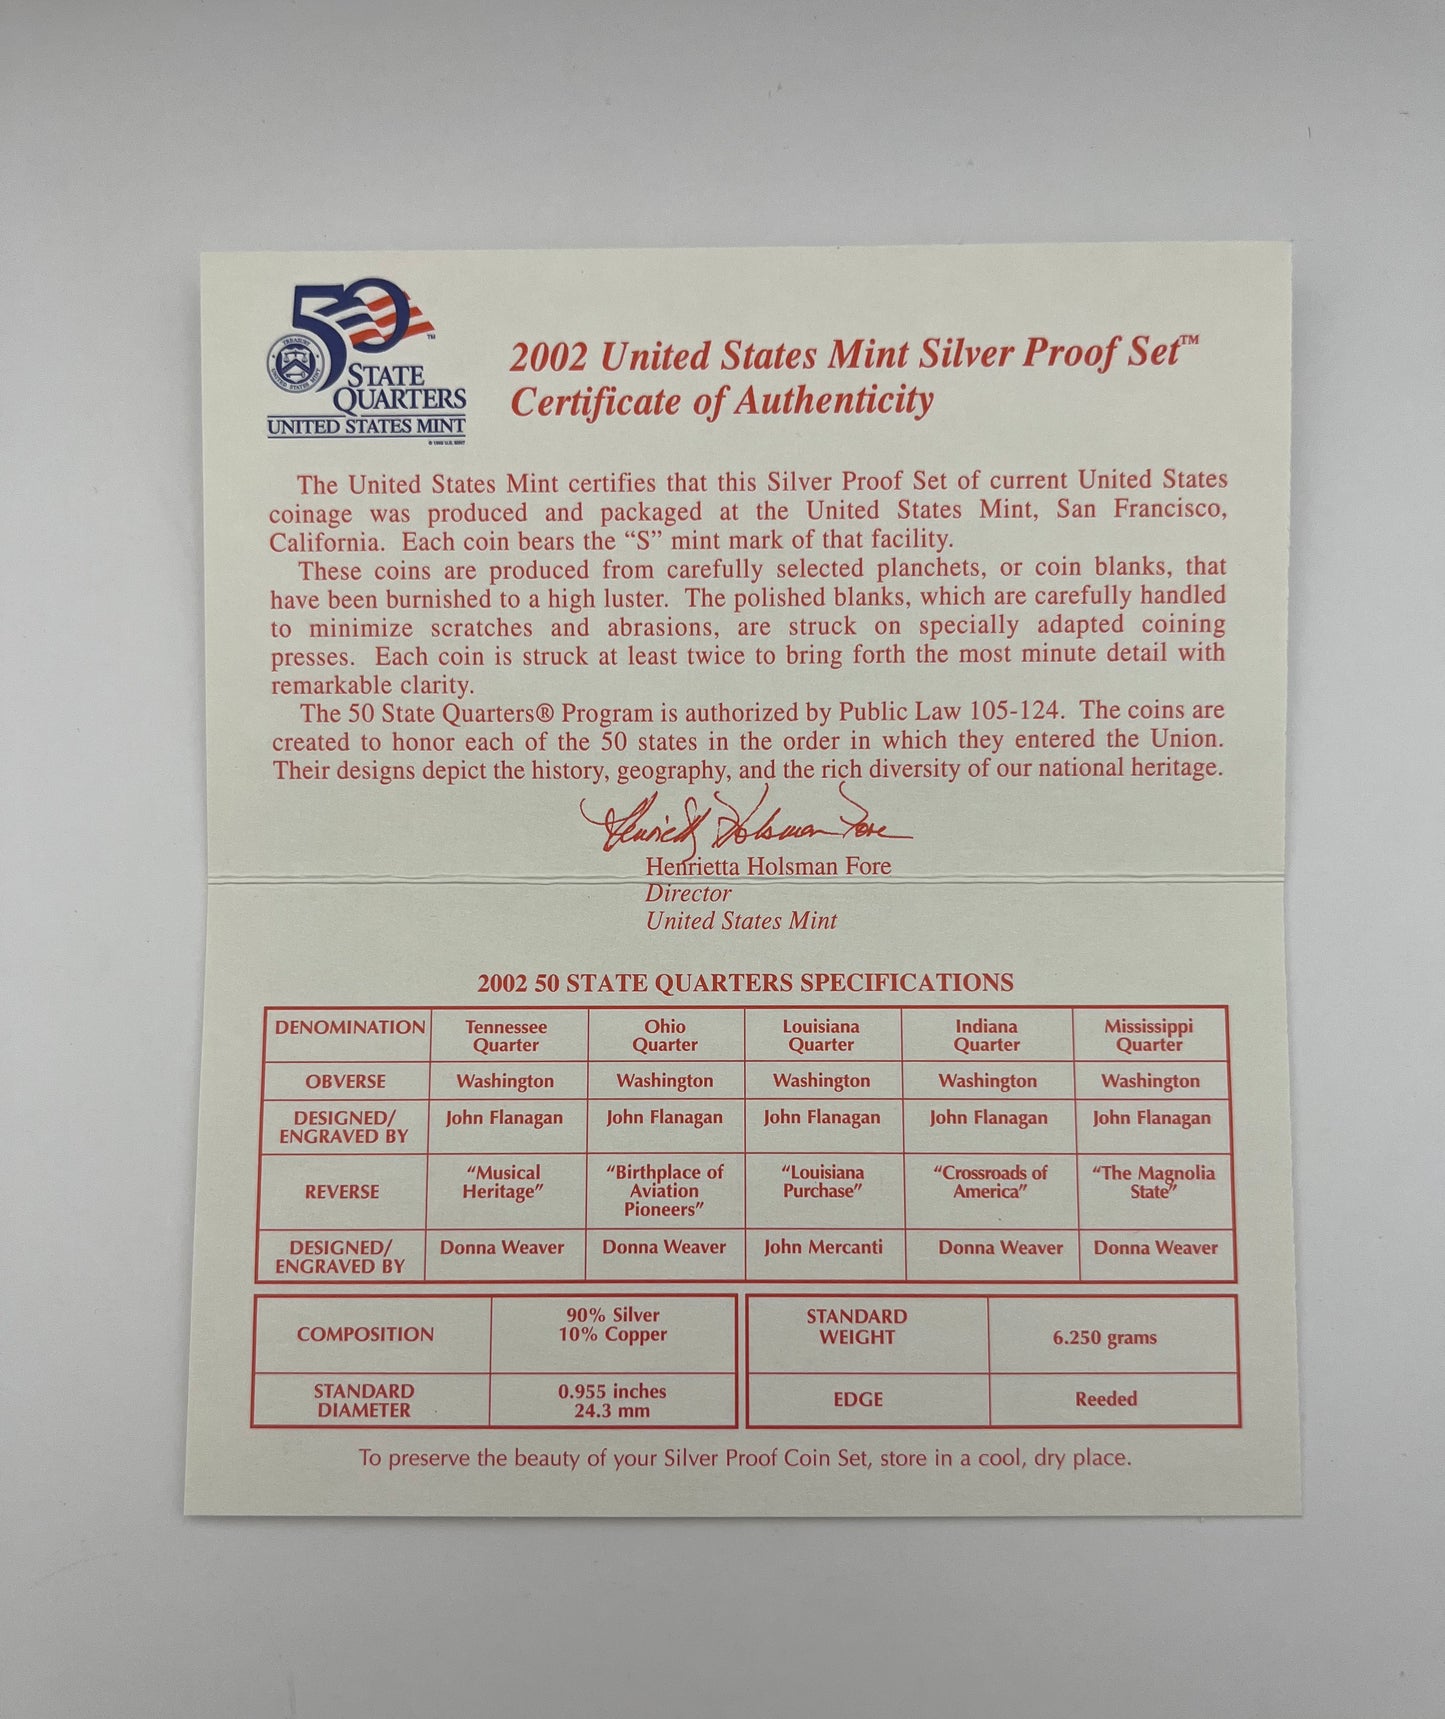 50
TM
STATE
QUARTERS
UNITED STATES MINT
2002 United States Mint Silver Proof Set™
Certificate of Authenticity
The United States Mint certifies that this Silver Proof Set of current United States
coinage was produced and packaged at the United States Mint, San Francisco,
California. Each coin bears the “S” mint mark of that facility.
These coins are produced from carefully selected planchets, or coin blanks, that
have been burnished to a high luster. The polished blanks, which are carefully handled
to minimize scratches and abrasions, are struck on specially adapted coining
presses. Each coin is struck at least twice to bring forth the most minute detail with
remarkable clarity.
The 50 State Quarters® Program is authorized by Public Law 105-124. The coins are
created to honor each of the 50 states in the order in which they entered the Union.
Their designs depict the history, geography, and the rich diversity of our national heritage.
Henrietta Holsman Fore
Henrietta Holsman Fore
Director
United States Mint
2002 50 STATE QUARTERS SPECIFICATIONS
DENOMINATION Tennessee Quarter Ohio Quarter Louisiana Quarter Indiana Quarter Mississippi Quarter
OBVERSE Washington Washington Washington Washington Washington
DESIGNED/ ENGRAVED BY John Flanagan John Flanagan John Flanagan John Flanagan John Flanagan
REVERSE “Musical Heritage” “Birthplace of Aviation Pioneers” “Louisiana Purchase” “Crossroads of America” “The Magnolia State”
DESIGNED/ ENGRAVED BY Donna Weaver Donna Weaver John Mercanti Donna Weaver Donna Weaver
COMPOSITION 90% Silver 10% Copper STANDARD WEIGHT 6.250 grams
STANDARD DIAMETER 0.955 inches 24.3 mm EDGE Reeded
To preserve the beauty of your Silver Proof Coin Set, store in a cool, dry place.